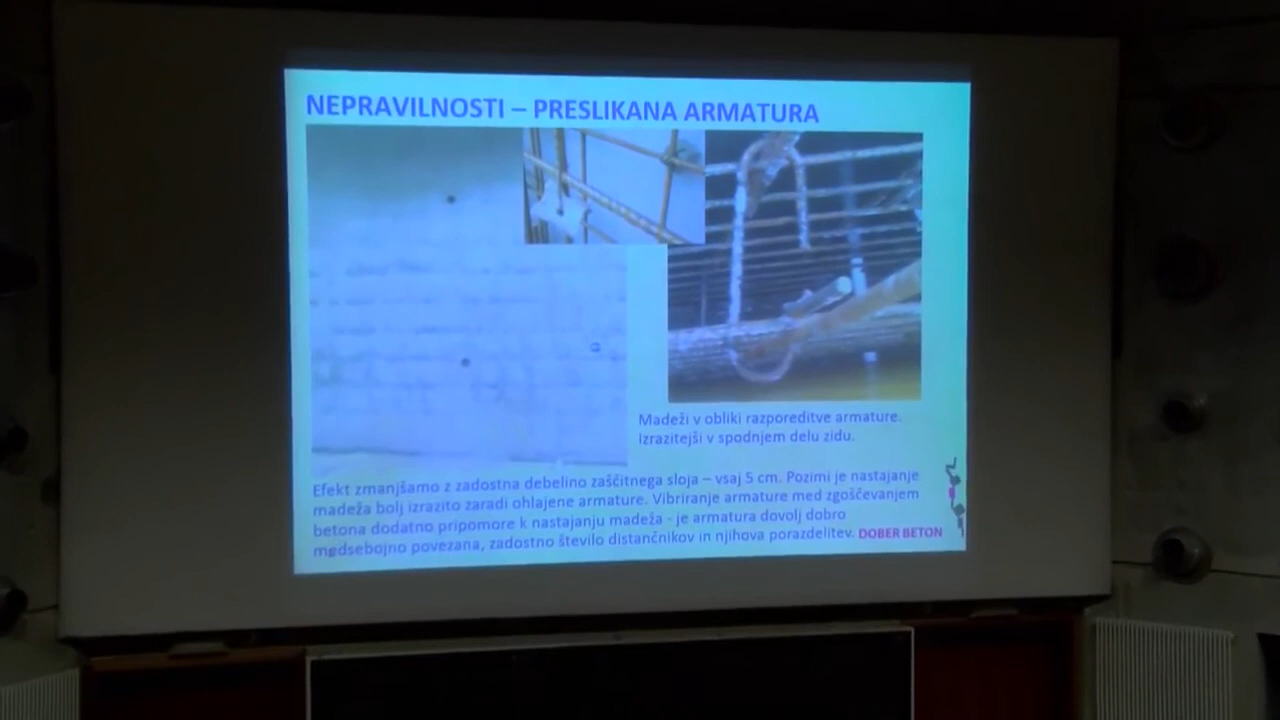 NEPRAVILNOSTI – PRESLIKANA ARMATURA
Madeži v obliki razporeditve armature.
Izrazitejši v spodnjem delu zidu.
Efekt zmanjšamo z zadostna debelino zaščitnega sloja – vsaj 5 cm. Pozimi je nastajanje
madeža bolj izrazito zaradi ohlajene armature. Vibriranje armature med zgoščevanjem
betona dodatno pripomore k nastajanju madeža - je armatura dovolj dobro
medsebojno povezana, zadostno število distančnikov in njihova porazdelitev.
DOBER BETON